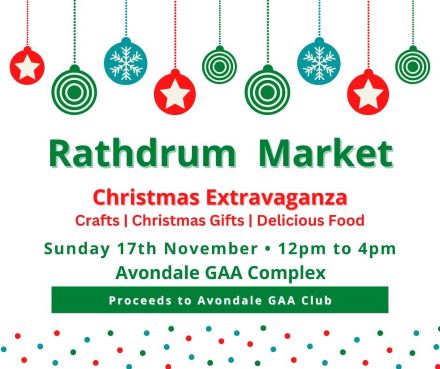 Rathdrum Market
Christmas Extravaganza
Crafts | Christmas Gifts | Delicious Food
Sunday 17th November • 12pm to 4pm
Avondale GAA Complex
Proceeds to Avondale GAA Club